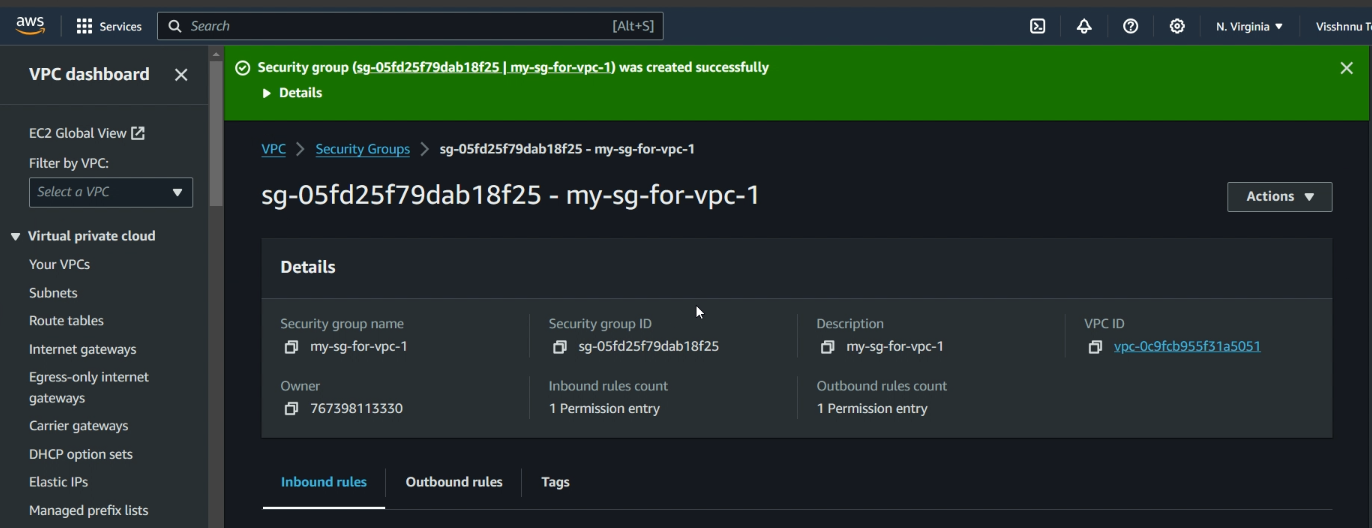 aws Services Search [Alt+S] N. Virginia Visshnnu
VPC dashboard
EC2 Global View
Filter by VPC:
Select a VPC
Virtual private cloud
Your VPCs
Subnets
Route tables
Internet gateways
Egress-only internet
gateways
Carrier gateways
DHCP option sets
Elastic IPs
Managed prefix lists
Security group (sg-05fd25f79dab18f25 | my-sg-for-vpc-1) was created successfully
Details
VPC > Security Groups > sg-05fd25f79dab18f25 - my-sg-for-vpc-1
sg-05fd25f79dab18f25 - my-sg-for-vpc-1
Actions
Details
Security group name
my-sg-for-vpc-1
Security group ID
sg-05fd25f79dab18f25
Description
my-sg-for-vpc-1
VPC ID
vpc-0c9fcb955f31a5051
Owner
767398113330
Inbound rules count
1 Permission entry
Outbound rules count
1 Permission entry
Inbound rules Outbound rules Tags